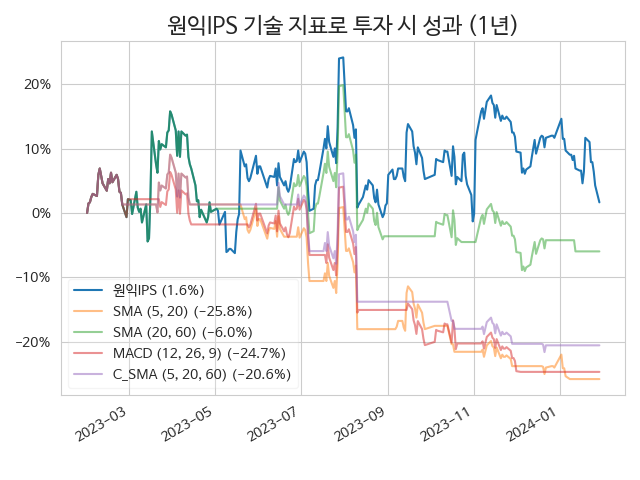 원익IPS 기술 지표로 투자 시 성과 (1년)
20%
10%
0%
−10%
−20%
원익IPS (1.6%)
SMA (5, 20) (−25.8%)
SMA (20, 60) (−6.0%)
MACD (12, 26, 9) (−24.7%)
C_SMA (5, 20, 60) (−20.6%)
2023-03
2023-05
2023-07
2023-09
2023-11
2024-01